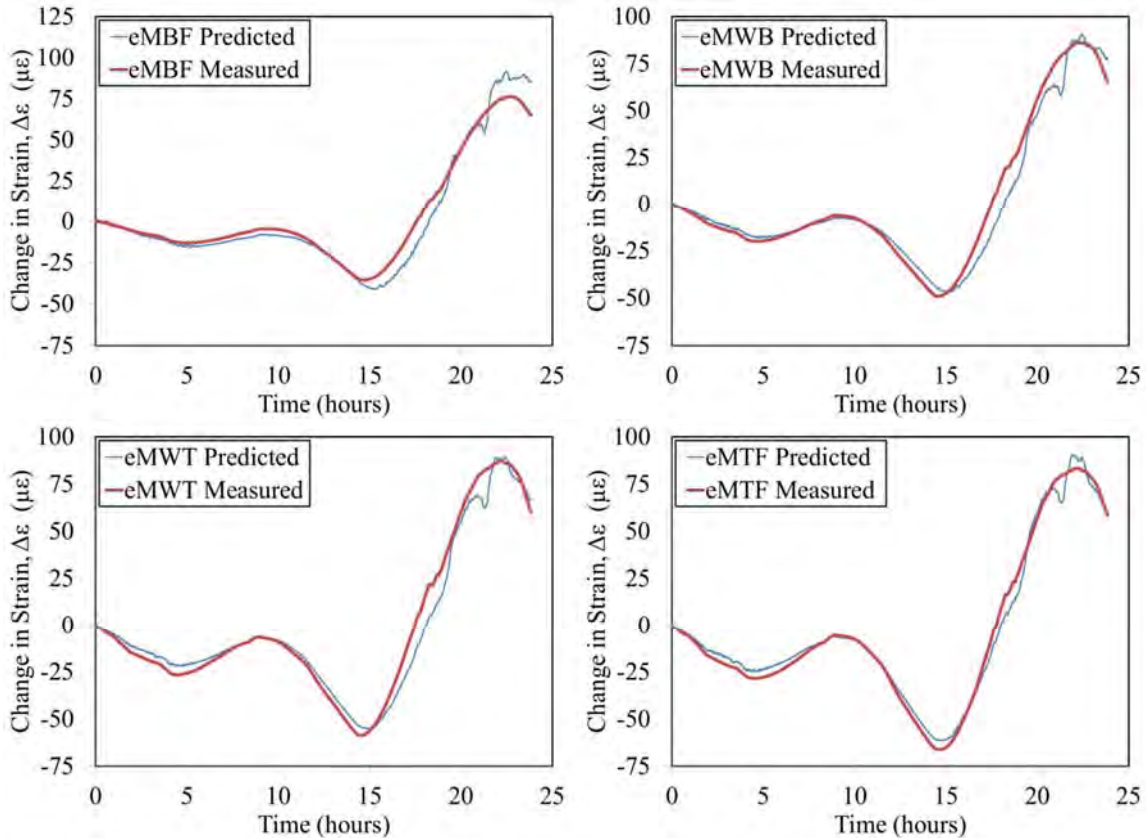 125
100
75
50
25
0
-25
-50
-75
Change in Strain, Δε (με)
eMBF Predicted
eMBF Measured
0 5 10 15 20 25
Time (hours)
100
75
50
25
0
-25
-50
-75
Change in Strain, Δε (με)
eMWB Predicted
eMWB Measured
0 5 10 15 20 25
Time (hours)
100
75
50
25
0
-25
-50
-75
Change in Strain, Δε (με)
eMWT Predicted
eMWT Measured
0 5 10 15 20 25
Time (hours)
100
75
50
25
0
-25
-50
-75
Change in Strain, Δε (με)
eMTF Predicted
eMTF Measured
0 5 10 15 20 25
Time (hours)